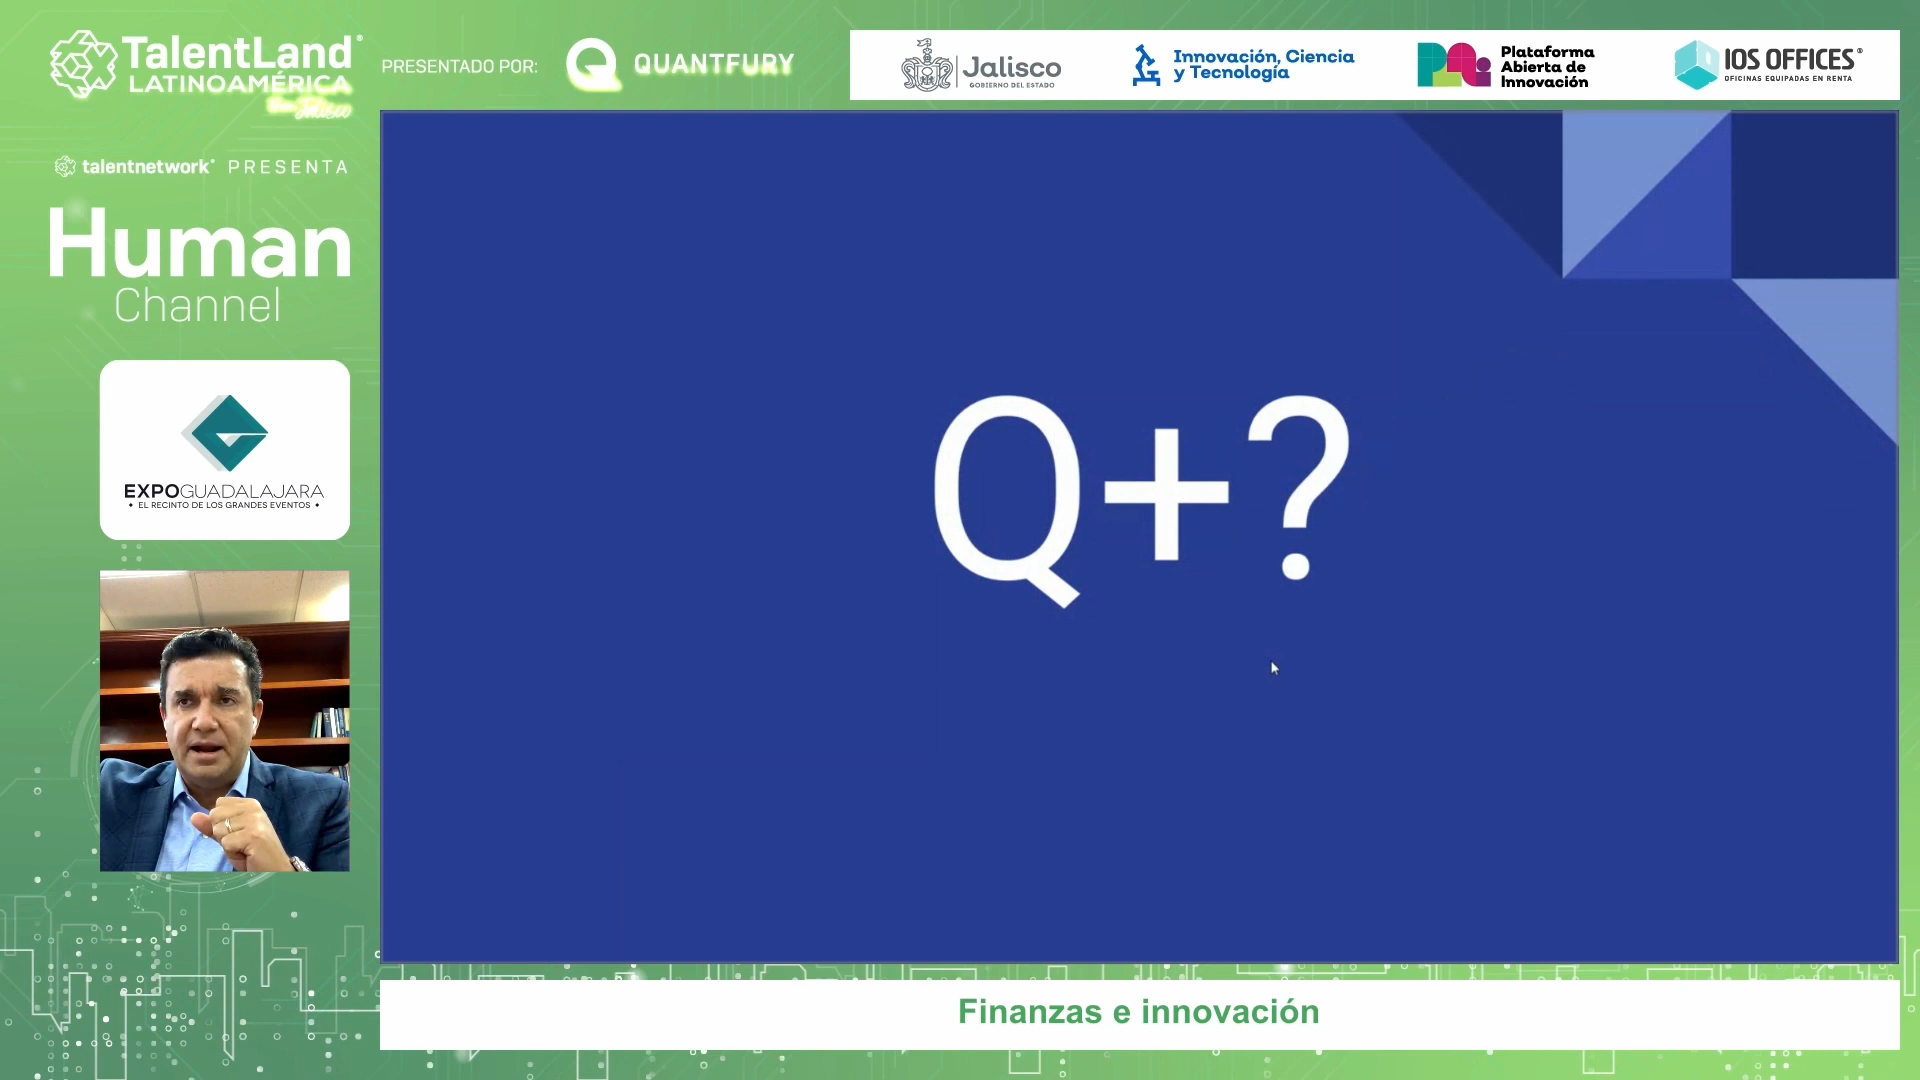 TalentLand®
LATINOAMÉRICA
Jalisco
PRESENTADO POR:
QUANTFURY
Jalisco
GOBIERNO DEL ESTADO
Innovación, Ciencia
y Tecnología
Plataforma
Abierta de
Innovación
IOS OFFICES®
OFICINAS EQUIPADAS EN RENTA
talentnetwork® PRESENTA
Human
Channel
EXPOGUADALAJARA
• EL RECINTO DE LOS GRANDES EVENTOS •
Q+?
Finanzas e innovación